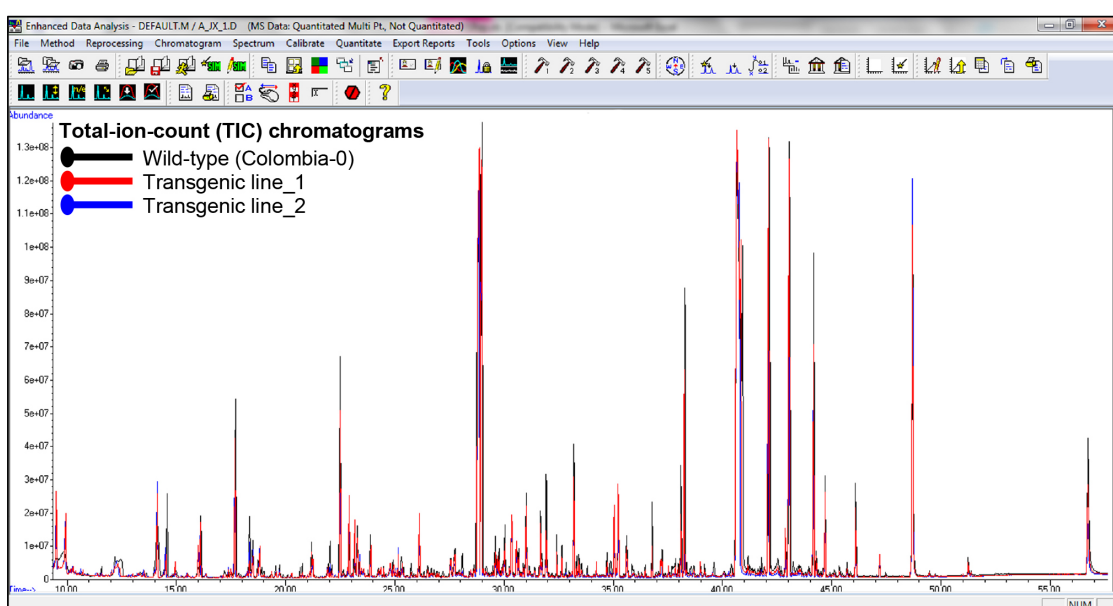 Enhanced Data Analysis - DEFAULT.M / A_JX_1.D (MS Data: Quantitated Multi Pt., Not Quantitated)
File Method Reprocessing Chromatogram Spectrum Calibrate Quantitate Export Reports Tools Options View Help
Abundance
Total-ion-count (TIC) chromatograms
Wild-type (Colombia-0)
Transgenic line_1
Transgenic line_2
1.3e+08
1.2e+08
1.1e+08
1e+08
9e+07
8e+07
7e+07
6e+07
5e+07
4e+07
3e+07
2e+07
1e+07
0
Time-->
10.00 15.00 20.00 25.00 30.00 35.00 40.00 45.00 50.00 55.00
NUM